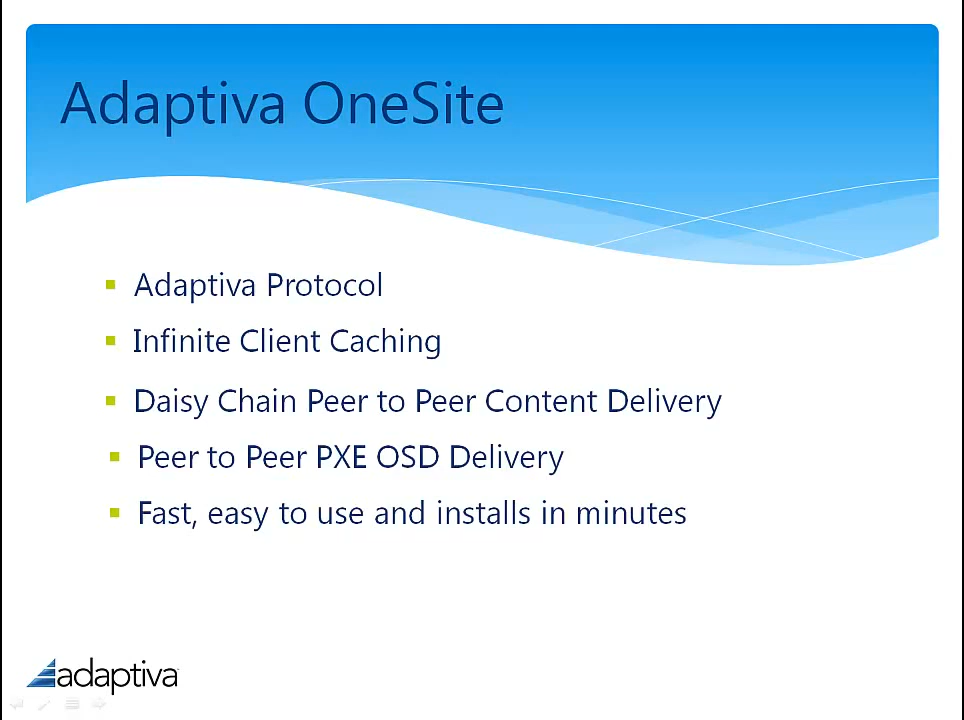 Adaptiva OneSite
Adaptiva Protocol
Infinite Client Caching
Daisy Chain Peer to Peer Content Delivery
Peer to Peer PXE OSD Delivery
Fast, easy to use and installs in minutes
adaptiva